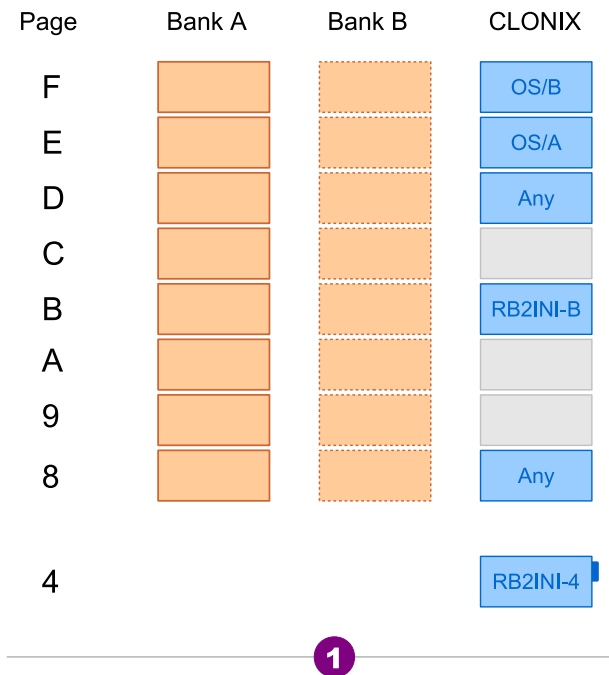 Page Bank A Bank B CLONIX
F OS/B
E OS/A
D Any
C
B RB2INI-B
A
9
8 Any
4 RB2INI-4
1